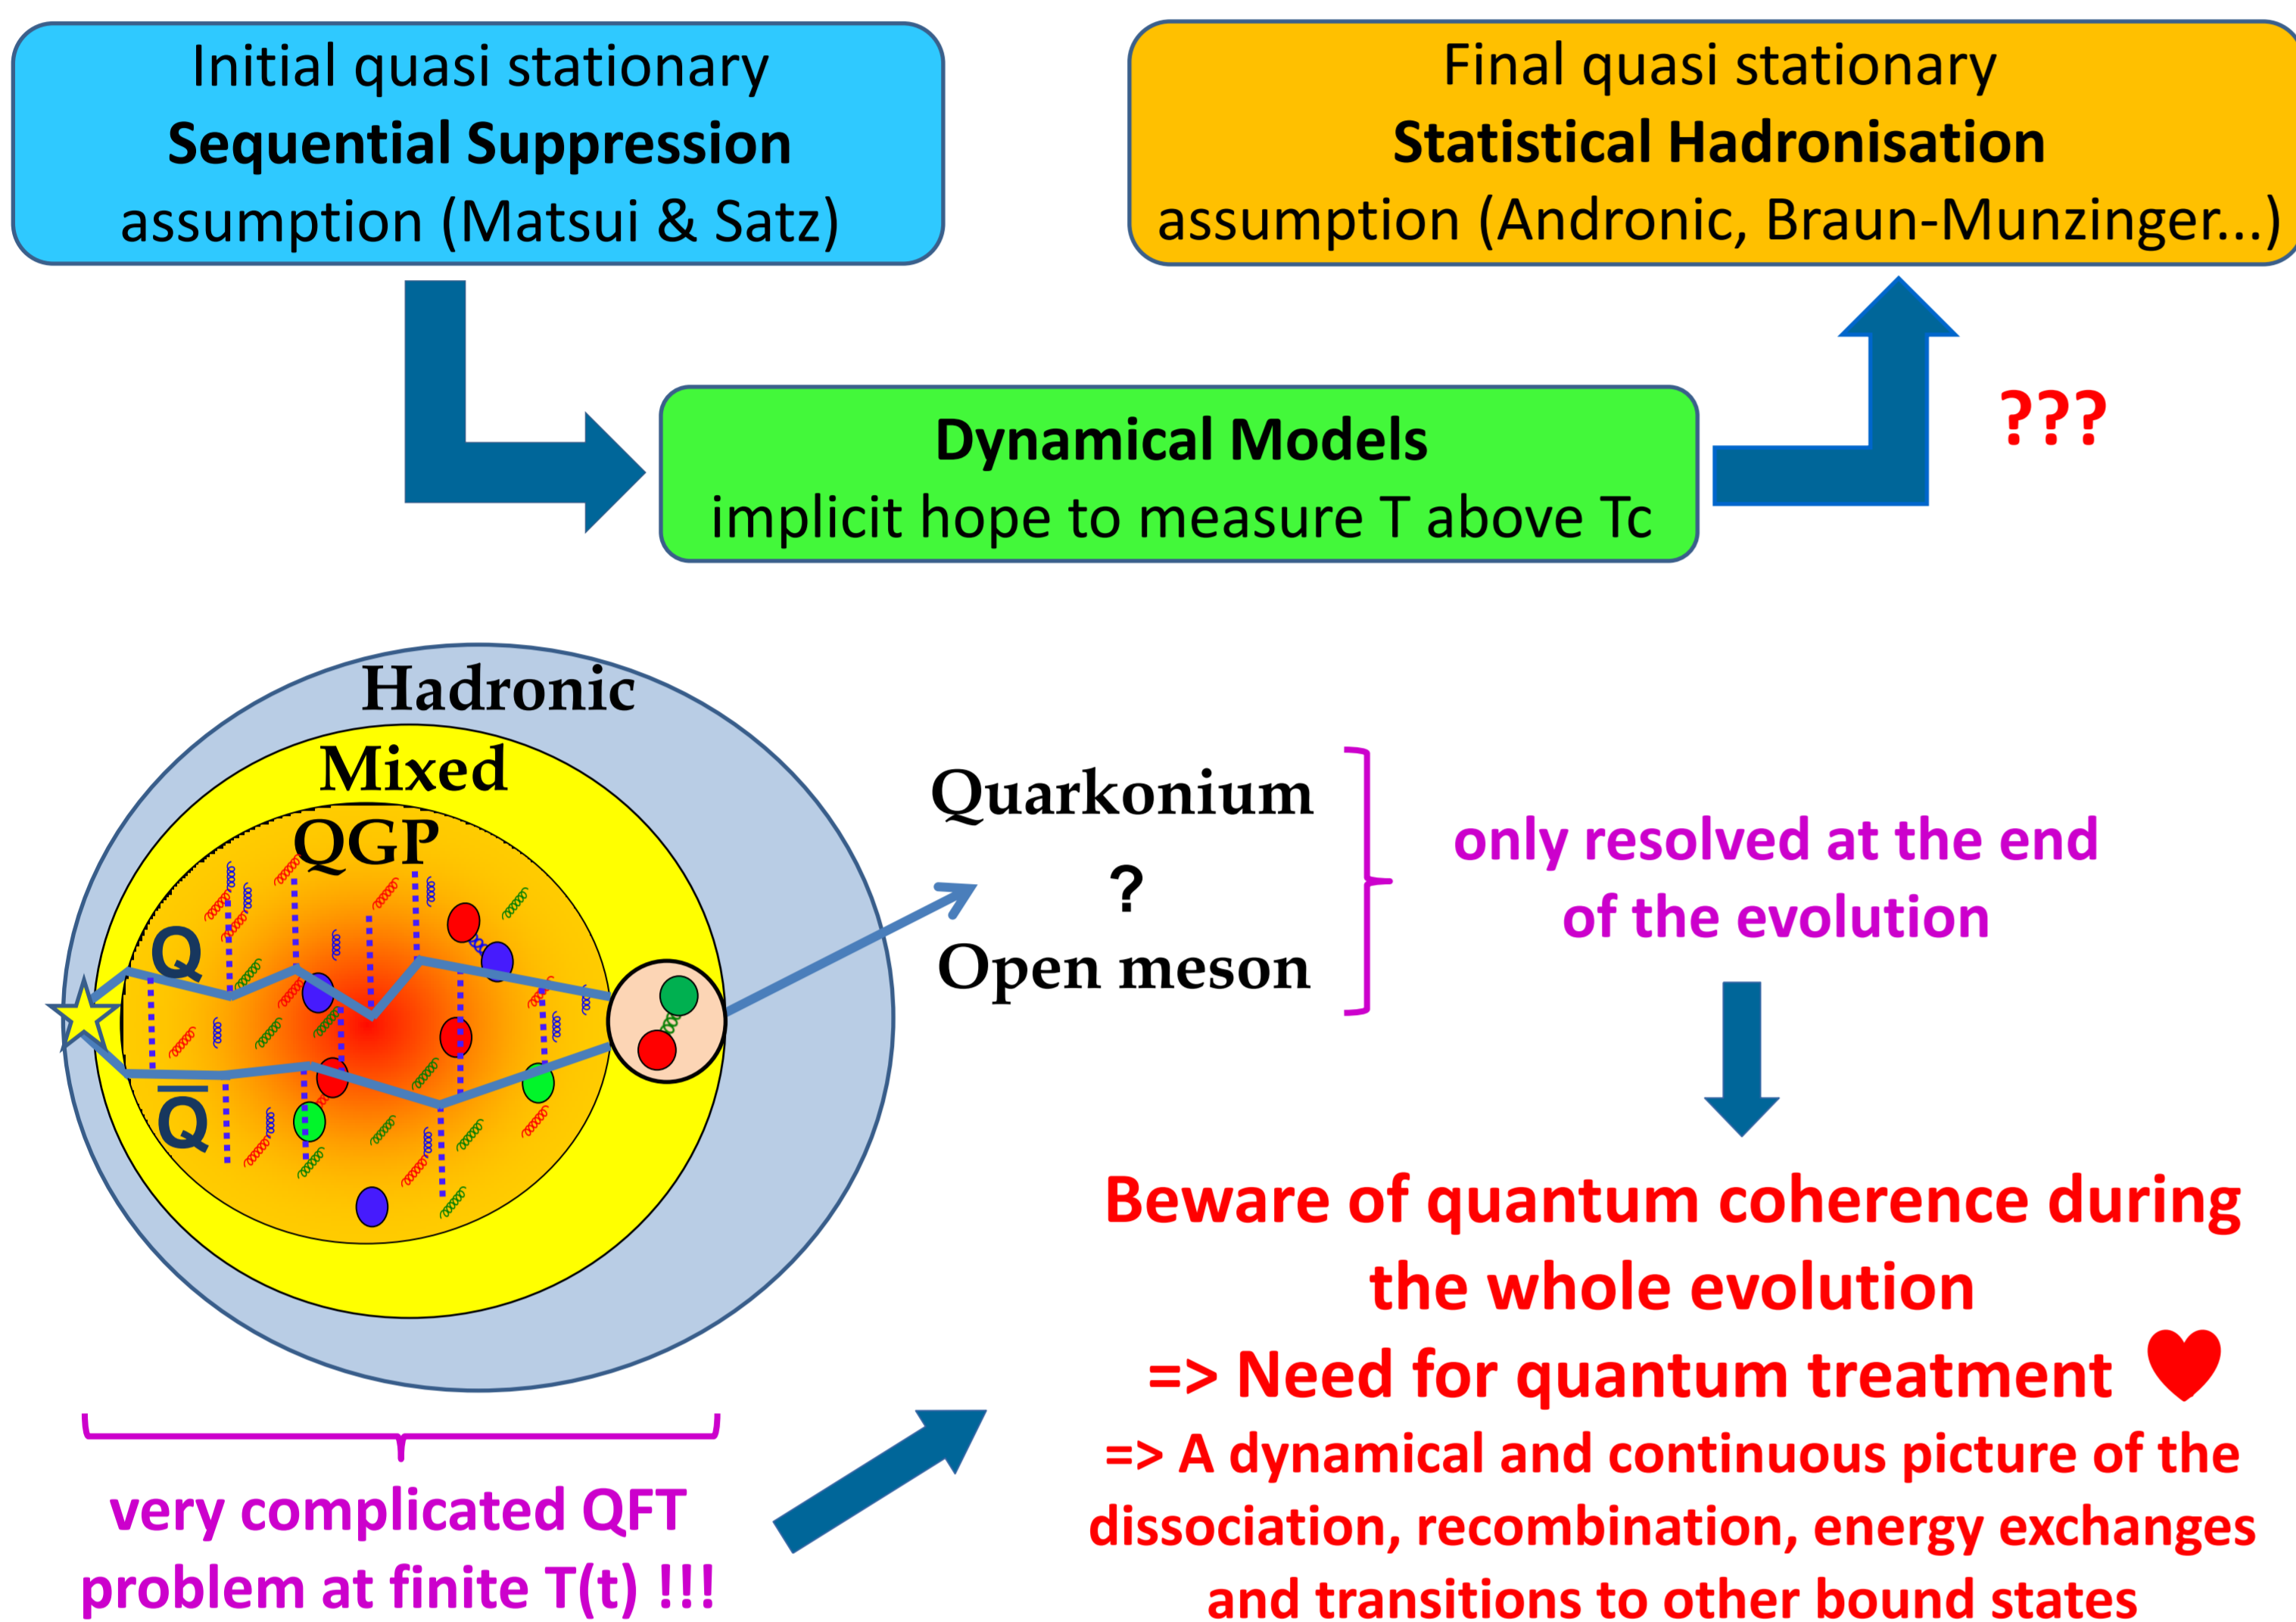 Initial quasi stationary
Sequential Suppression
assumption (Matsui & Satz)
Final quasi stationary
Statistical Hadronisation
assumption (Andronic, Braun-Munzinger...)
Dynamical Models
implicit hope to measure T above Tc
???
Hadronic
Mixed
QGP
Q
Q̅
Quarkonium
?
Open meson
only resolved at the end
of the evolution
Beware of quantum coherence during
the whole evolution
=> Need for quantum treatment ♥
=> A dynamical and continuous picture of the
dissociation, recombination, energy exchanges
and transitions to other bound states
very complicated QFT
problem at finite T(t) !!!